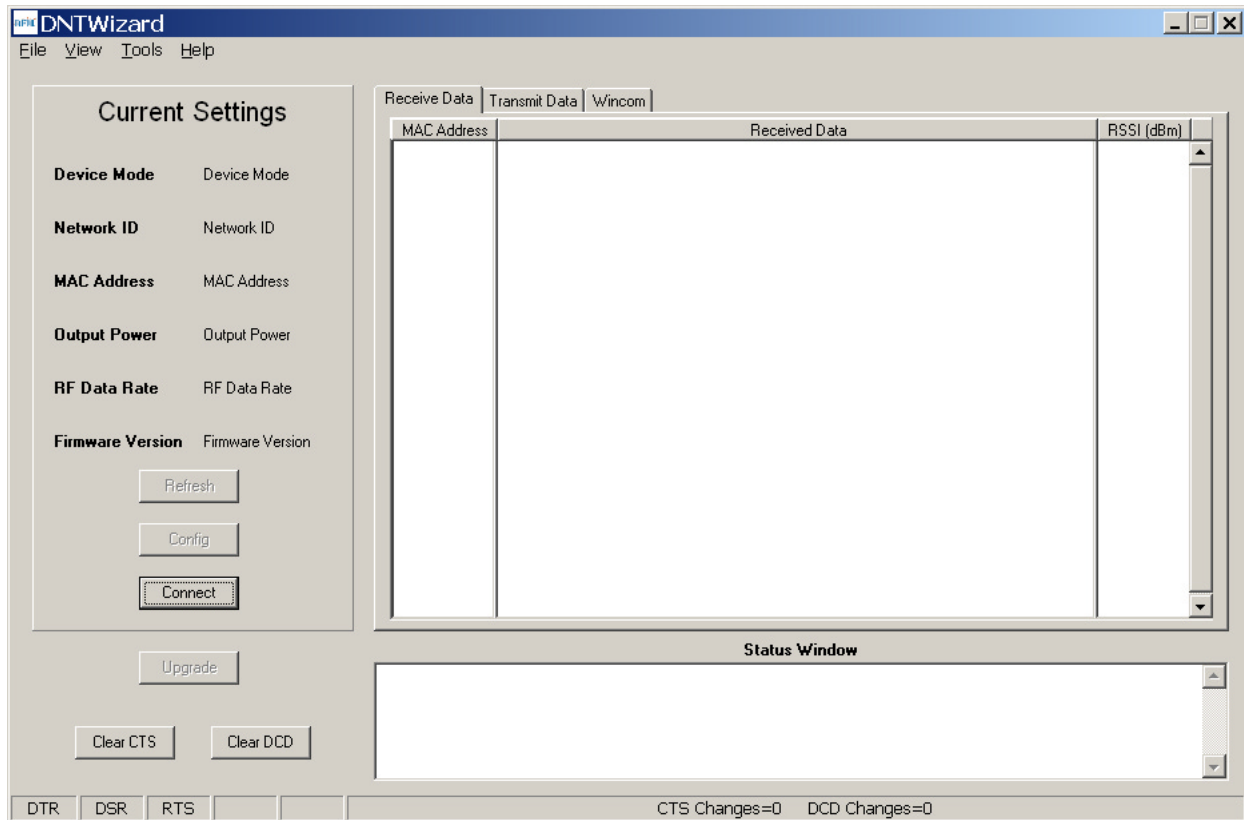 DNTWizard
File View Tools Help
Current Settings
Device Mode Device Mode
Network ID Network ID
MAC Address MAC Address
Output Power Output Power
RF Data Rate RF Data Rate
Firmware Version Firmware Version
Refresh
Config
Connect
Upgrade
Clear CTS Clear DCD
Receive Data Transmit Data Wincom
MAC Address Received Data RSSI (dBm)
Status Window
DTR DSR RTS CTS Changes=0 DCD Changes=0